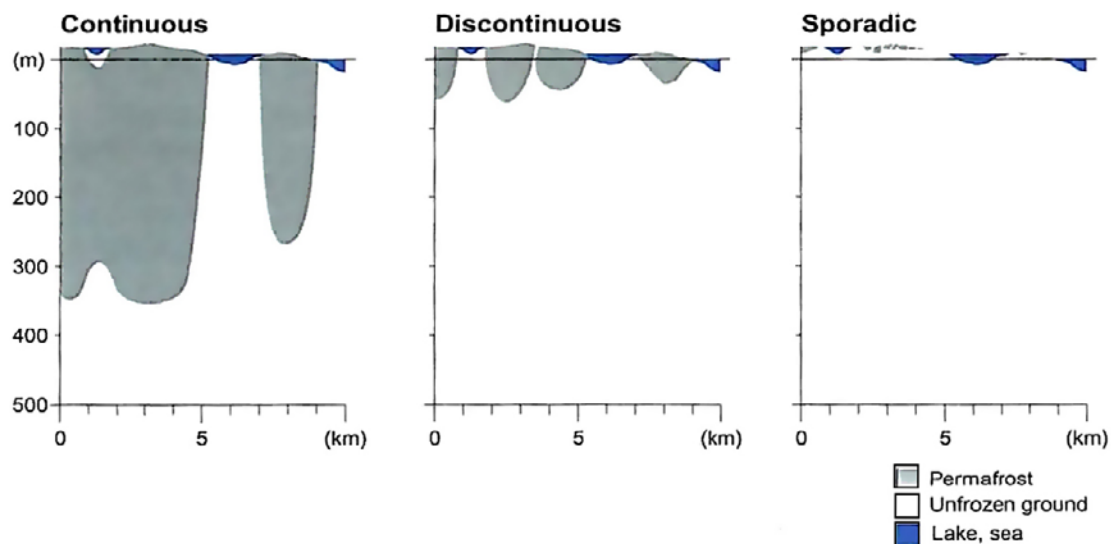 Continuous
Discontinuous
Sporadic
(m)
100
200
300
400
500
0
5
(km)
0
5
(km)
0
5
(km)
Permafrost
Unfrozen ground
Lake, sea